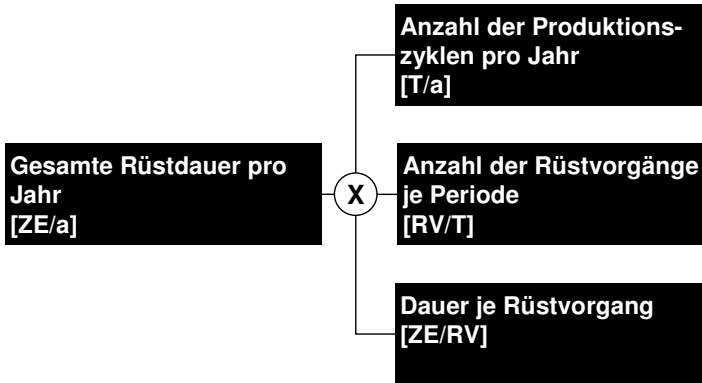 Anzahl der Produktions-
zyklen pro Jahr
[T/a]
Gesamte Rüstdauer pro
Jahr
[ZE/a]
X
Anzahl der Rüstvorgänge
je Periode
[RV/T]
Dauer je Rüstvorgang
[ZE/RV]